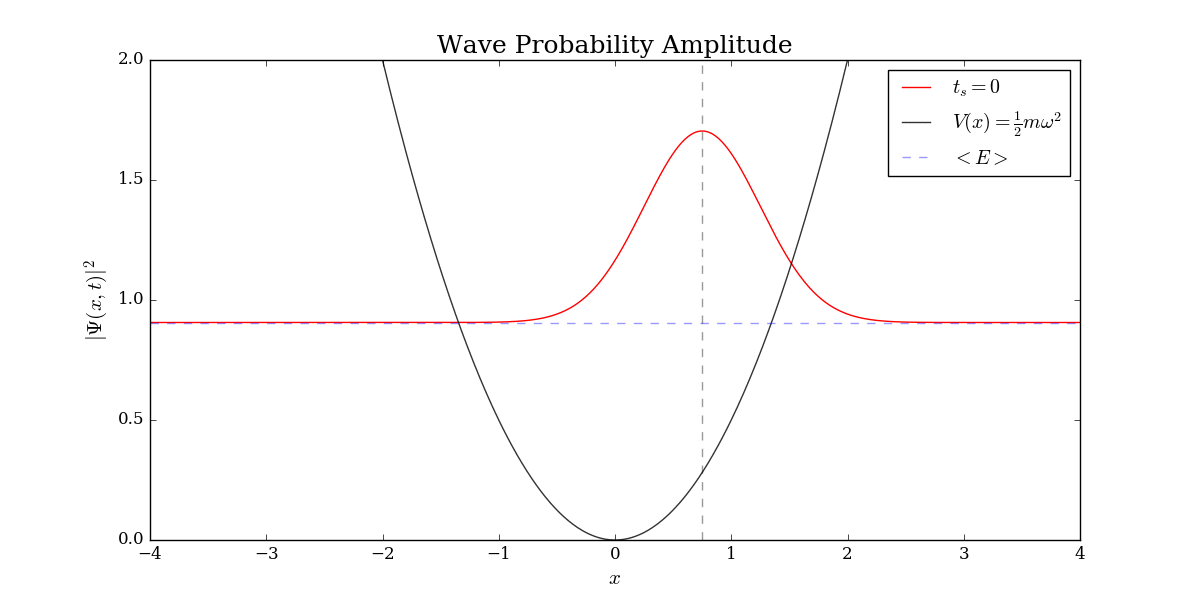 Wave Probability Amplitude
2.0
1.5
1.0
0.5
0.0
|Ψ(x,t)|²
−4 −3 −2 −1 0 1 2 3 4
x
t_s = 0
V(x) = ½mω²
< E >